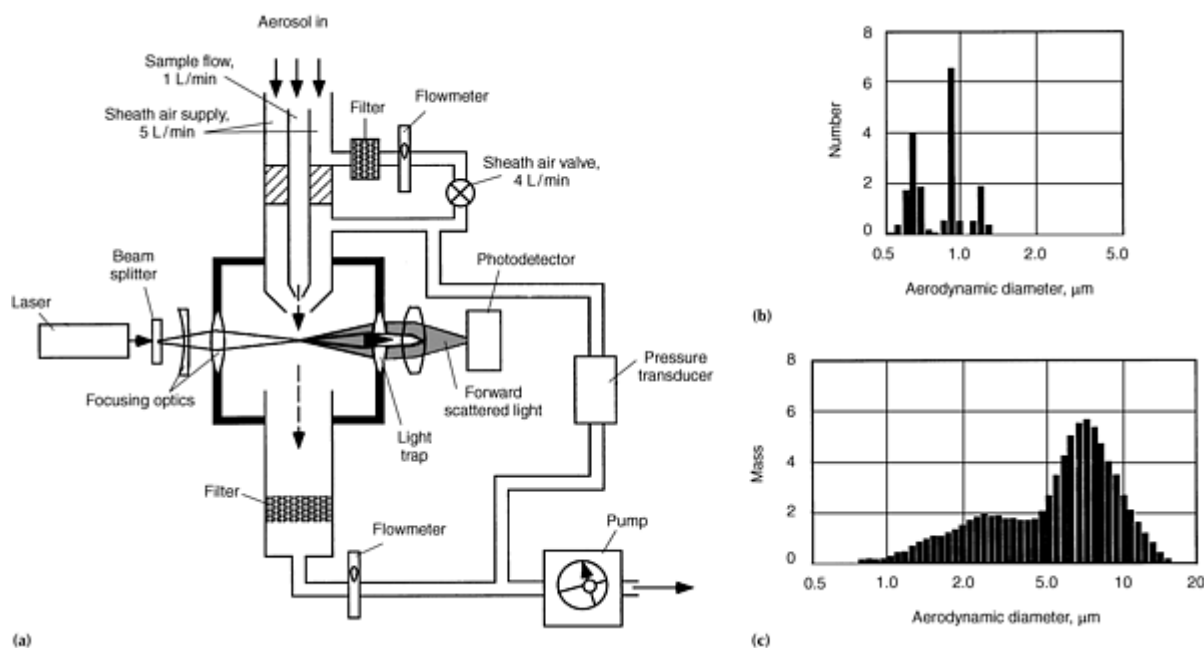 Aerosol in
Sample flow,
1 L/min
Sheath air supply,
5 L/min
Filter
Flowmeter
Sheath air valve,
4 L/min
Beam
splitter
Photodetector
Laser
Focusing optics
Forward
scattered light
Light
trap
Pressure
transducer
Filter
Flowmeter
Pump
(a)
8
6
4
2
0
Number
0.5
1.0
2.0
5.0
Aerodynamic diameter, μm
(b)
8
6
4
2
0
Mass
0.5
1.0
2.0
5.0
10
20
Aerodynamic diameter, μm
(c)